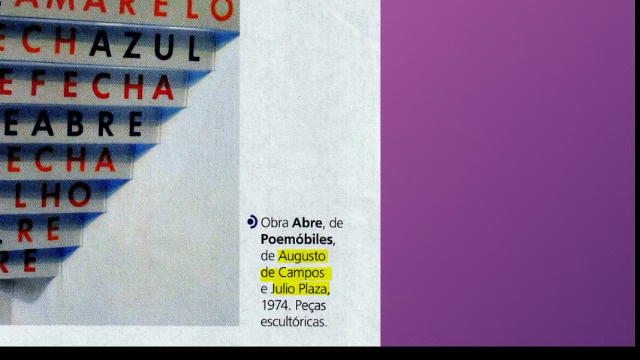 AMARELO
ECHAAZUL
EFECHA
EABRE
ECHA
LHO
RE
RE
Obra Abre, de
Poemóbiles,
de Augusto
de Campos
e Julio Plaza,
1974. Peças
escultóricas.